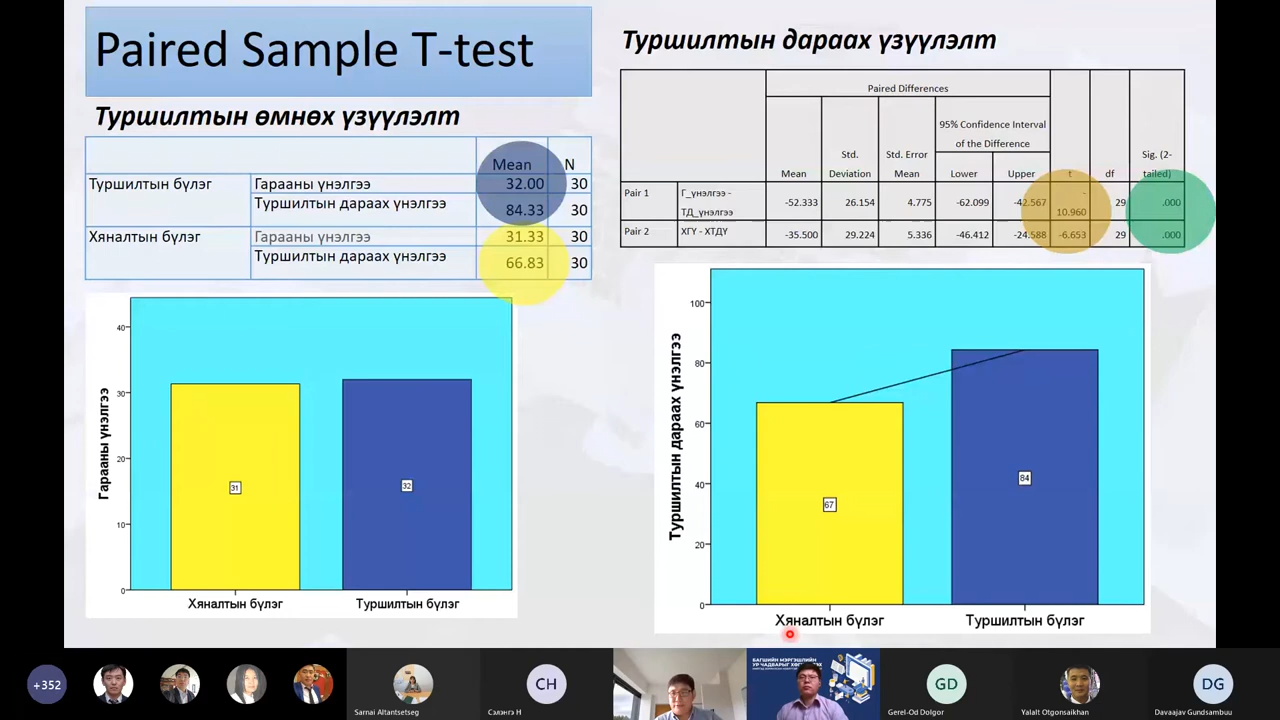 Paired Sample T-test
Туршилтын өмнөх үзүүлэлт
Mean N
Туршилтын бүлэг Гарааны үнэлгээ 32.00 30
Туршилтын дараах үнэлгээ 84.33 30
Хяналтын бүлэг Гарааны үнэлгээ 31.33 30
Туршилтын дараах үнэлгээ 66.83 30
Гарааны үнэлгээ
40
30
20
10
0
31
32
Хяналтын бүлэг Туршилтын бүлэг
Туршилтын дараах үзүүлэлт
Paired Differences
95% Confidence Interval of the Difference
Mean Std. Deviation Std. Error Mean Lower Upper t df Sig. (2-tailed)
Pair 1 Г_үнэлгээ - ТД_үнэлгээ -52.333 26.154 4.775 -62.099 -42.567 -10.960 29 .000
Pair 2 ХГҮ - ХТДҮ -35.500 29.224 5.336 -46.412 -24.588 -6.653 29 .000
Туршилтын дараах үнэлгээ
100
80
60
40
20
0
67
84
Хяналтын бүлэг Туршилтын бүлэг
+352
Sarnai Altantsetseg
CH
Сэлэнгэ Н
БАГШИЙН МЭРГЭШЛИЙН
GD
Gerel-Od Dolgor
Yalalt Otgonsaikhan
DG
Davaajav Gundsambuu